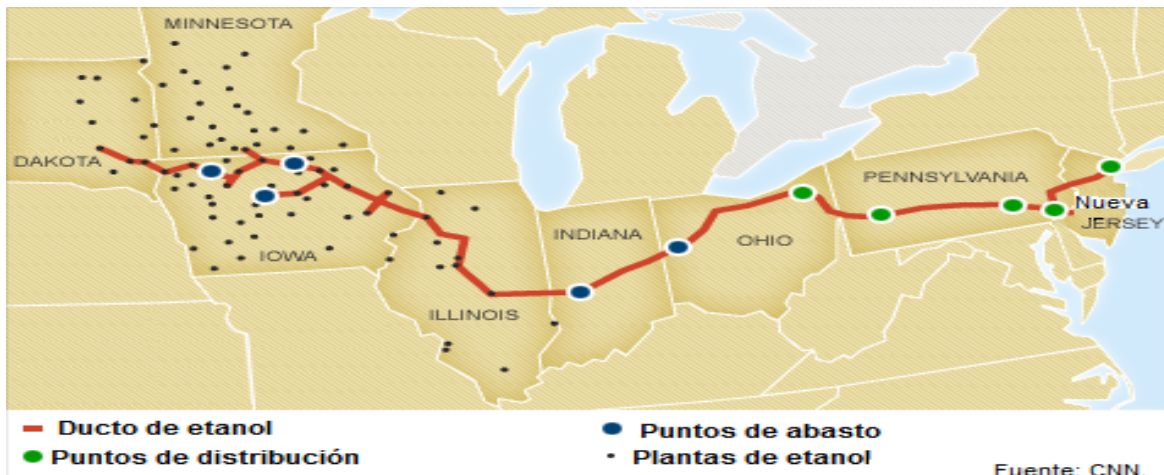 MINNESOTA
DAKOTA
IOWA
ILLINOIS
INDIANA
OHIO
PENNSYLVANIA
Nueva
JERSEY
Ducto de etanol
Puntos de abasto
Puntos de distribución
Plantas de etanol
Fuente: CNN.